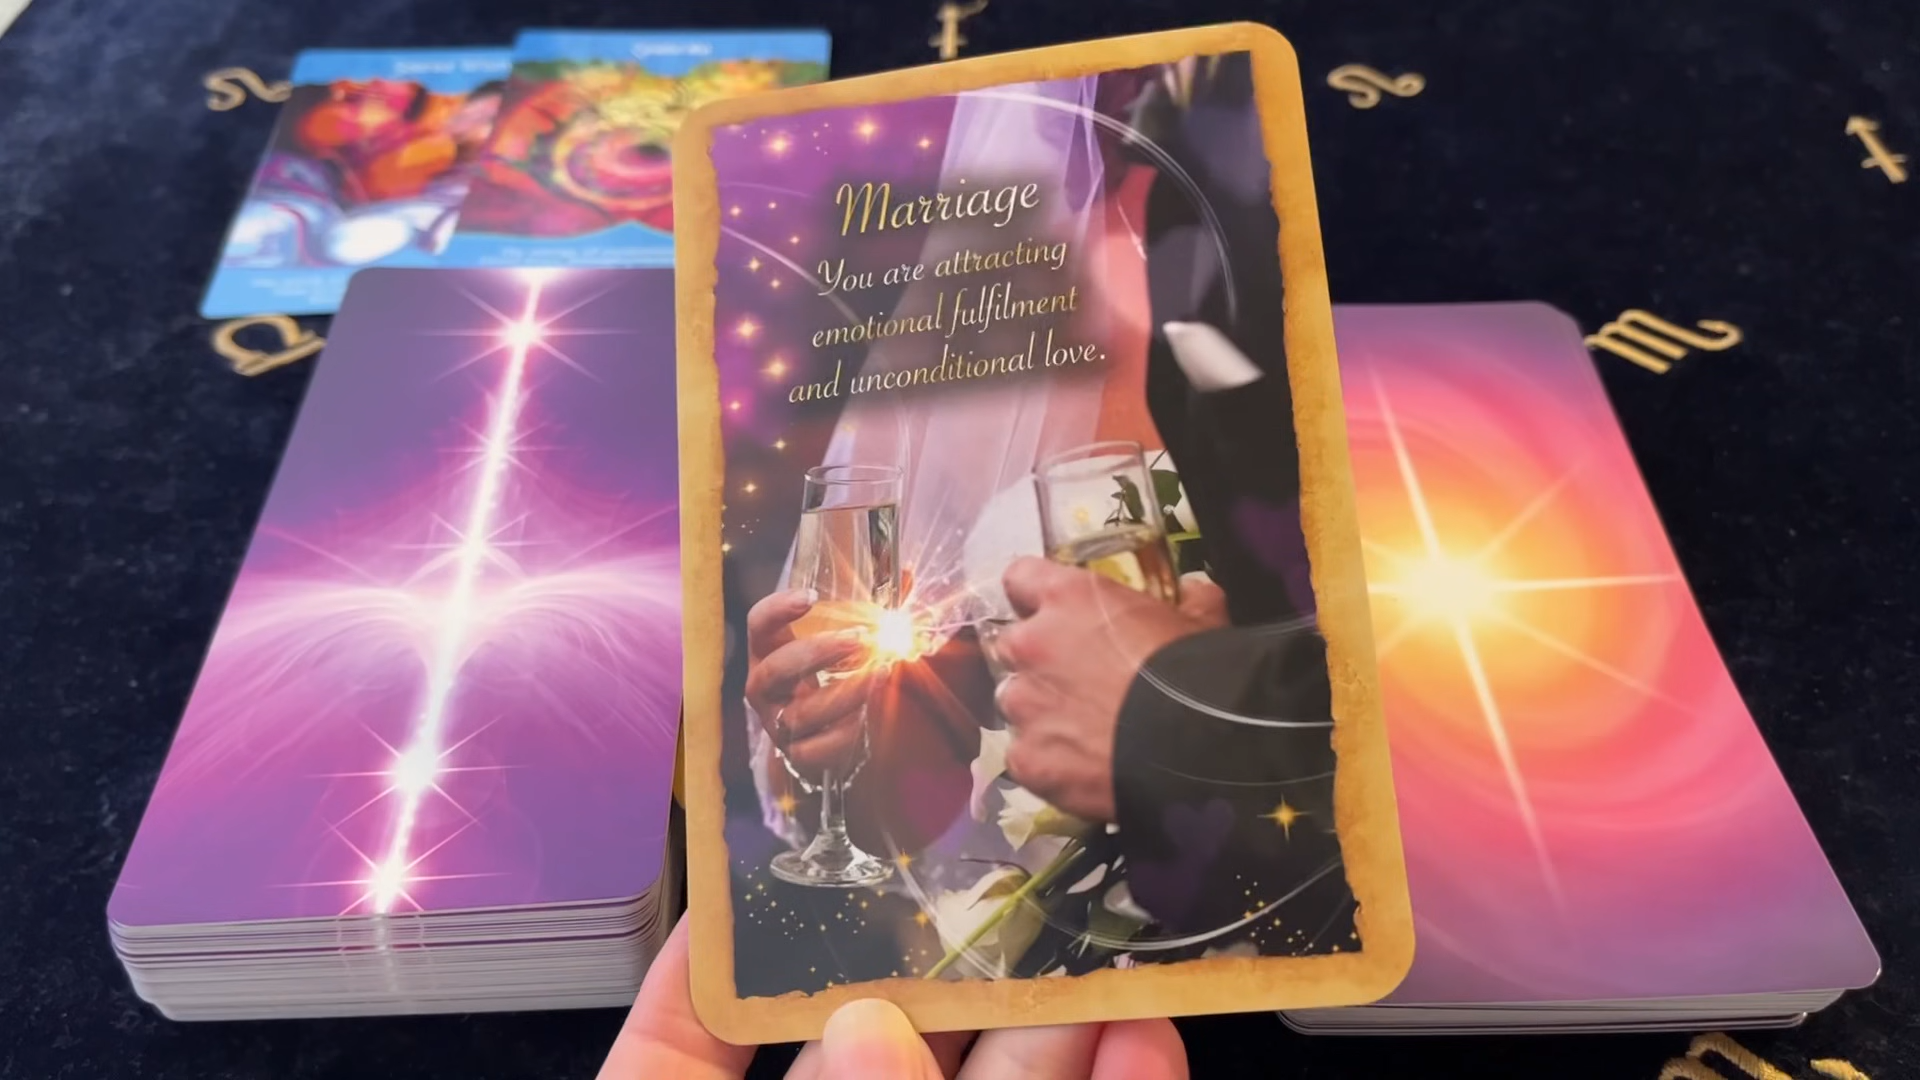 Marriage
You are attracting
emotional fulfilment
and unconditional love.